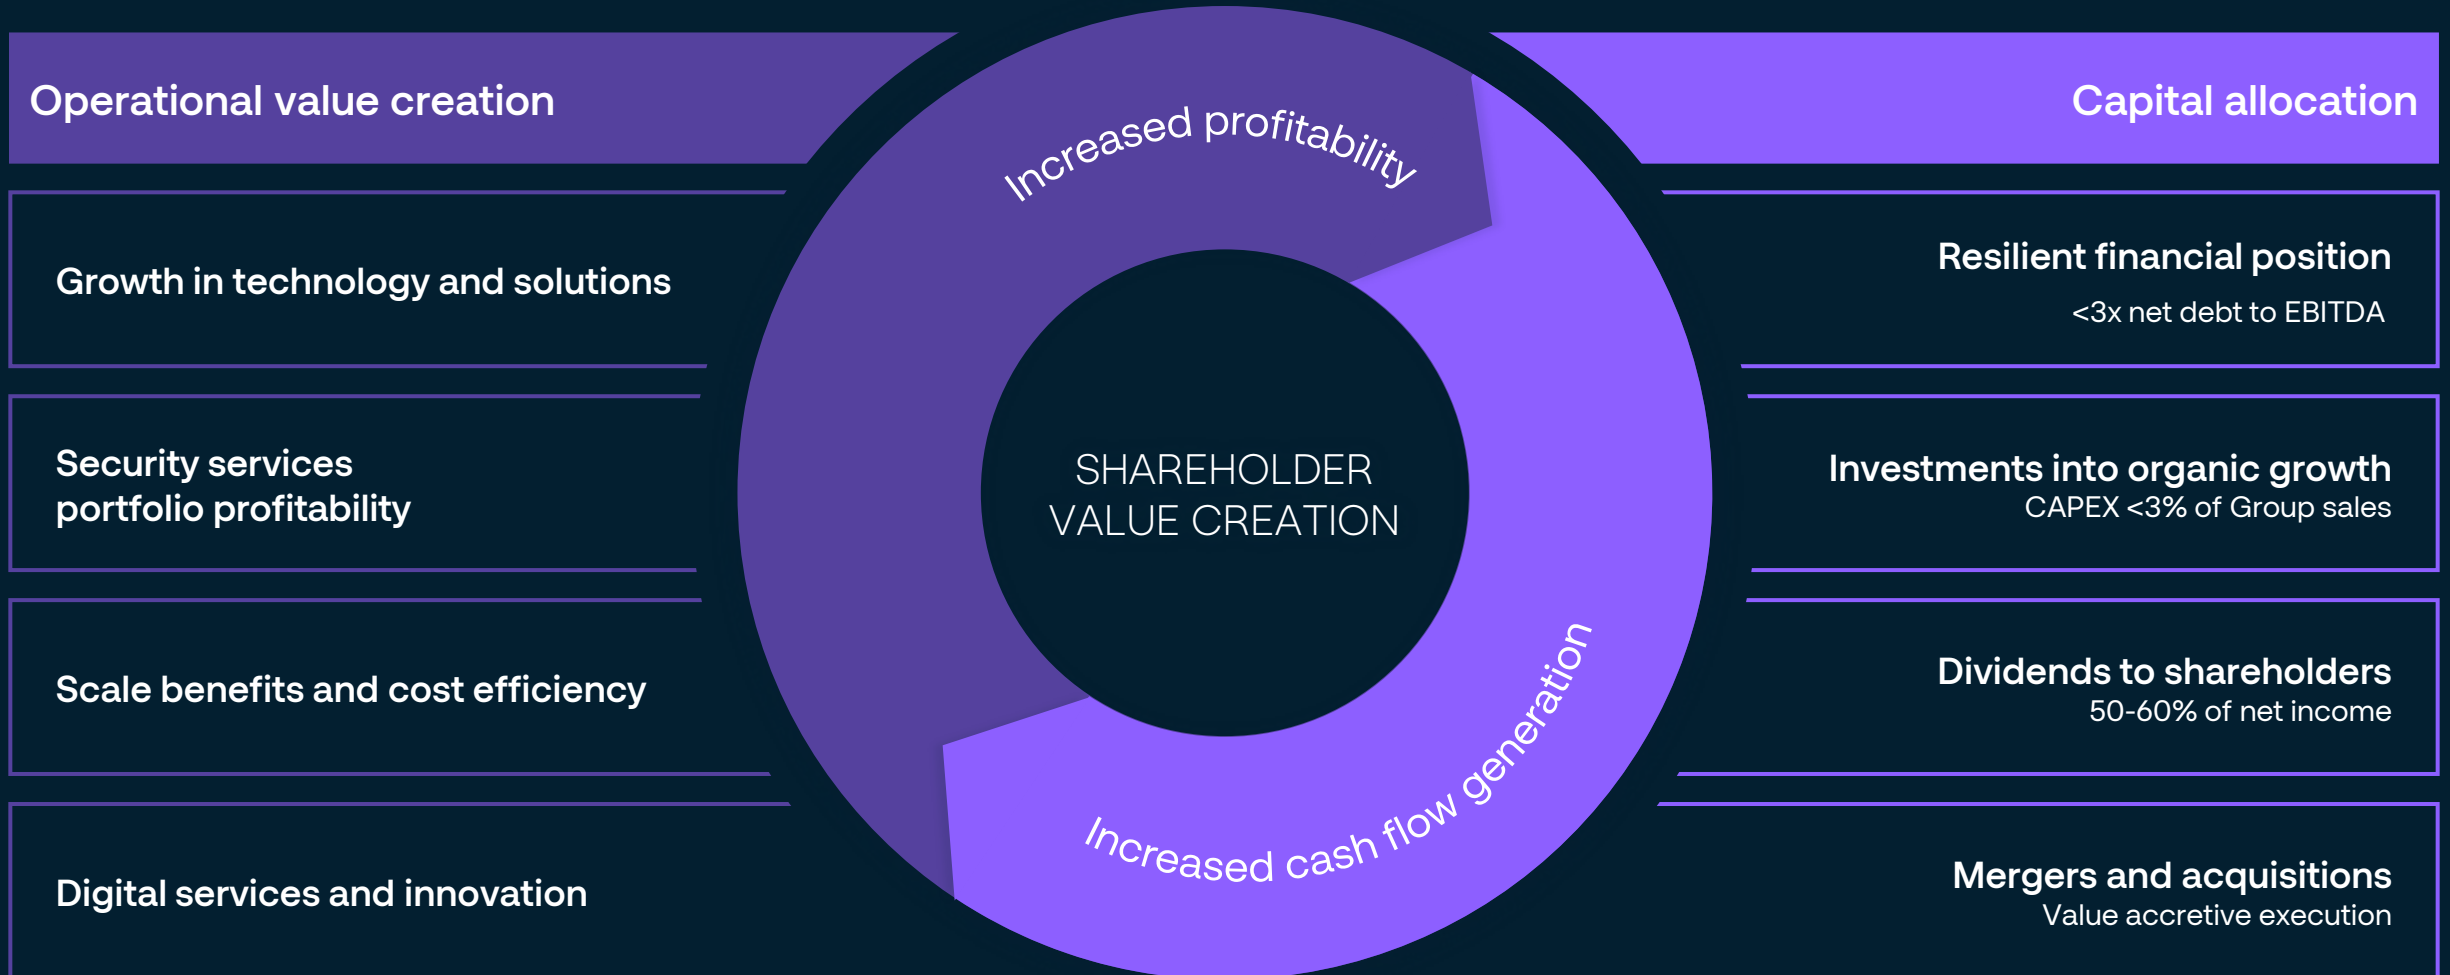 Operational value creation
Growth in technology and solutions
Security services
portfolio profitability
Scale benefits and cost efficiency
Digital services and innovation
Increased profitability
SHAREHOLDER
VALUE CREATION
Increased cash flow generation
Capital allocation
Resilient financial position
<3x net debt to EBITDA
Investments into organic growth
CAPEX <3% of Group sales
Dividends to shareholders
50-60% of net income
Mergers and acquisitions
Value accretive execution